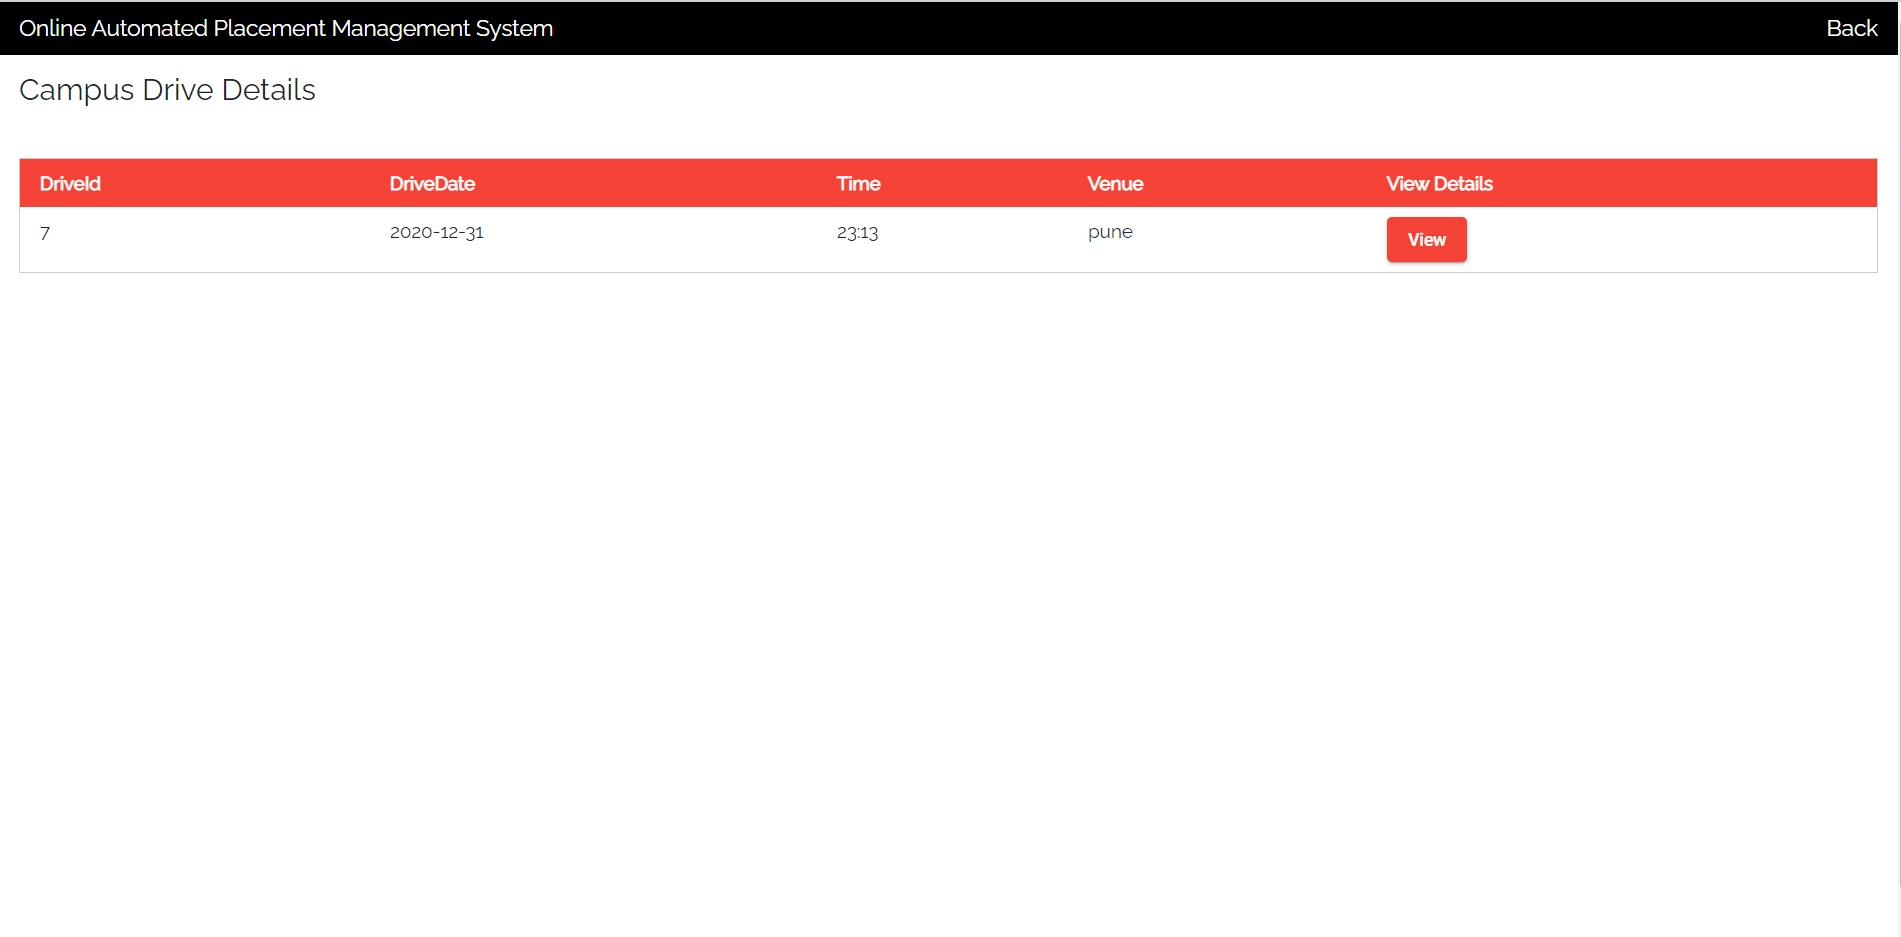 Online Automated Placement Management System Back
Campus Drive Details
DriveId DriveDate Time Venue View Details
7 2020-12-31 23:13 pune View